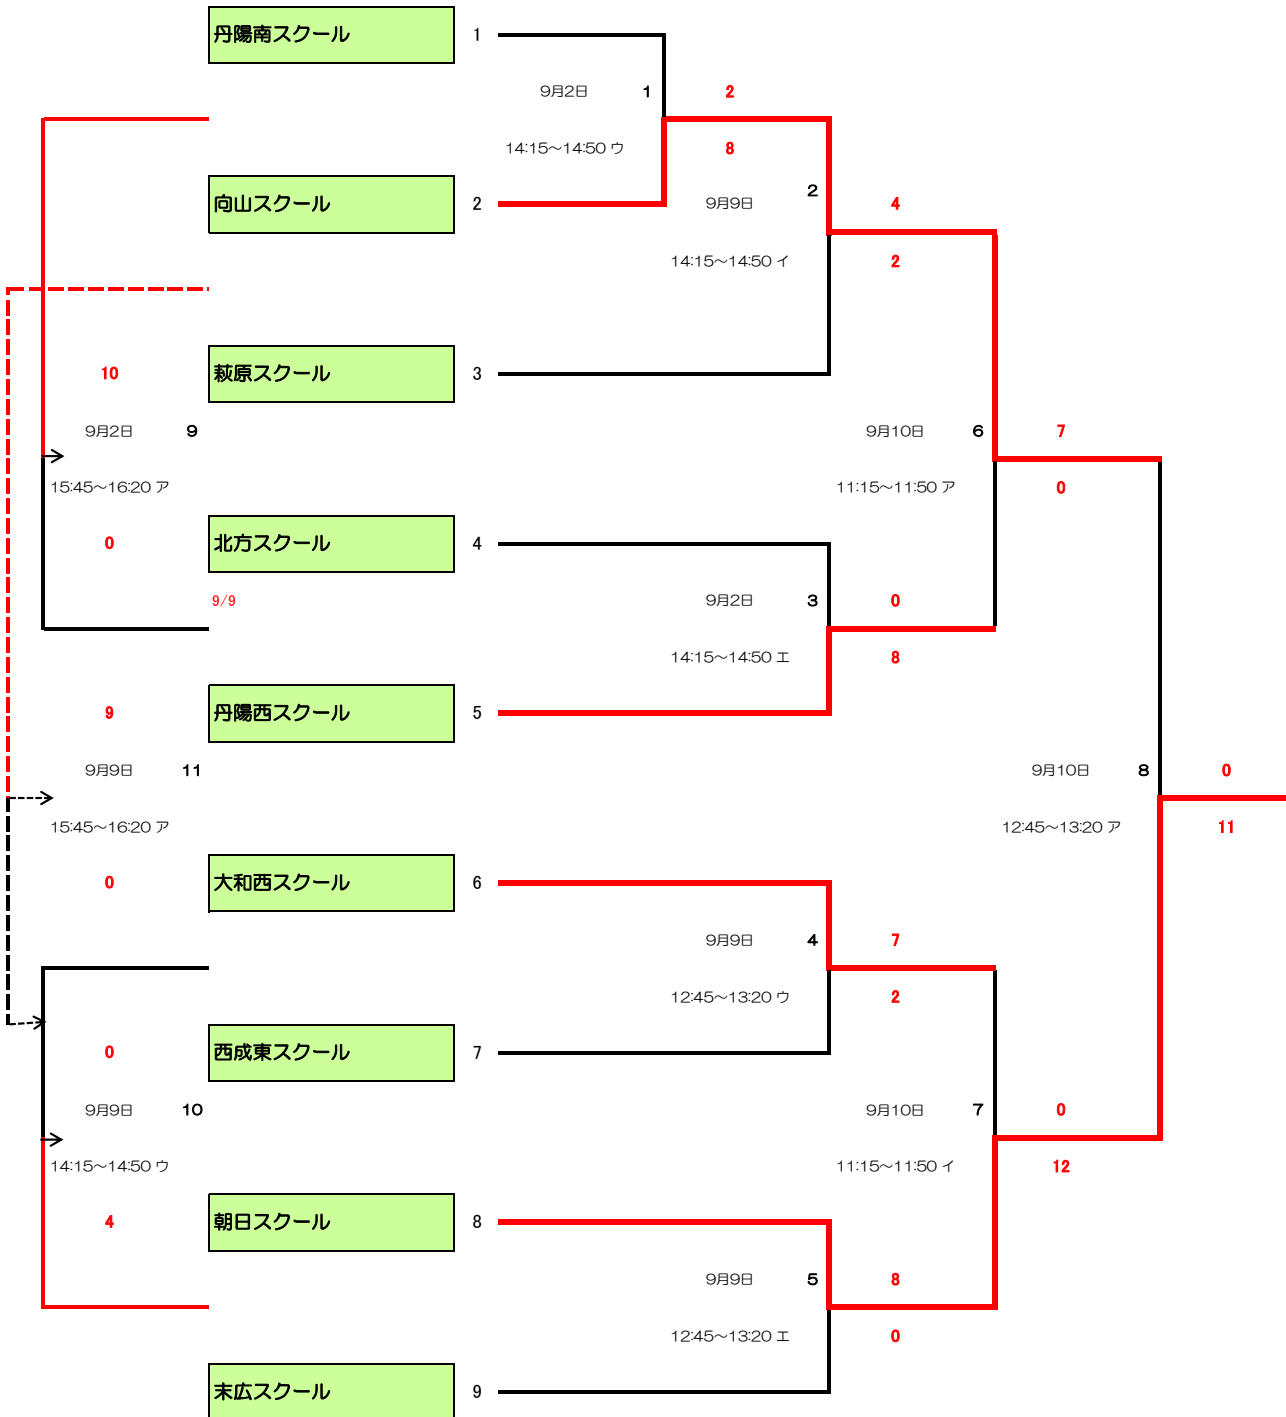 丹陽南スクール 1
9月2日 1 2
14:15～14:50 ウ 8
向山スクール 2 9月9日 2 4
14:15～14:50 イ 2
10 萩原スクール 3
9月2日 9 9月10日 6 7
15:45～16:20 ア 11:15～11:50 ア 0
0 北方スクール 4
9/9 9月2日 3 0
14:15～14:50 エ 8
9 丹陽西スクール 5
9月9日 11 9月10日 8 0
15:45～16:20 ア 12:45～13:20 ア 11
0 大和西スクール 6
9月9日 4 7
12:45～13:20 ウ 2
0 西成東スクール 7
9月9日 10 9月10日 7 0
14:15～14:50 ウ 11:15～11:50 イ 12
4 朝日スクール 8
9月9日 5 8
12:45～13:20 エ 0
末広スクール 9